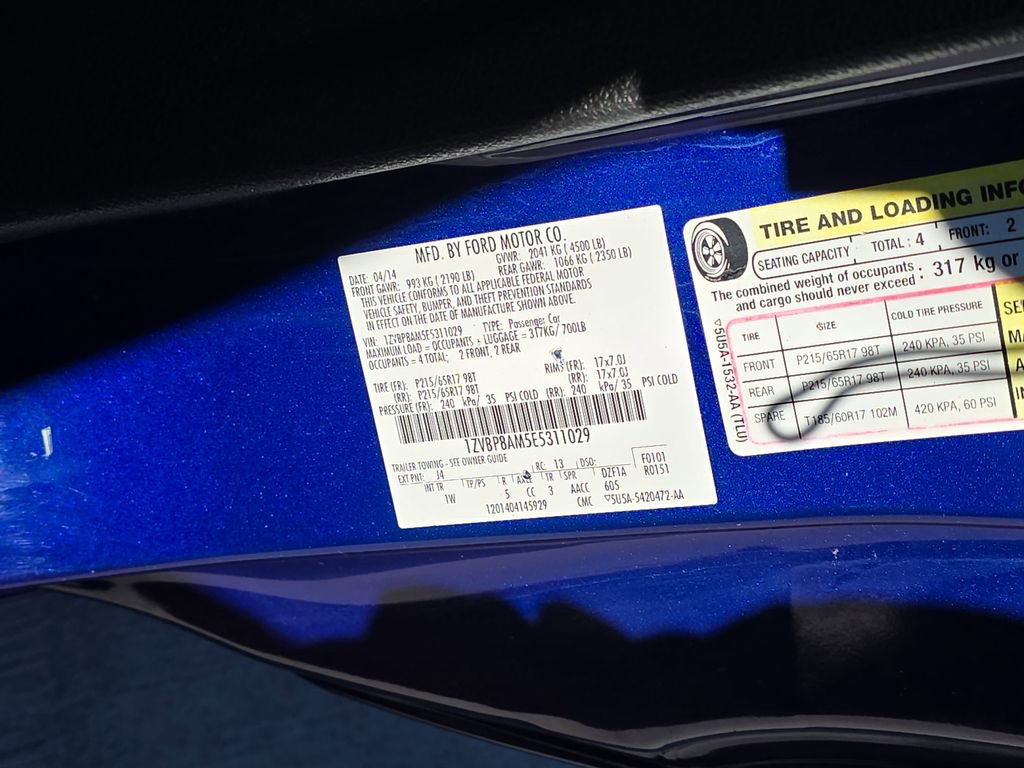 MFD. BY FORD MOTOR CO.
DATE: 04/14 GVWR: 2041 KG ( 4500 LB)
FRONT GAWR: 993 KG ( 2190 LB) REAR GAWR: 1066 KG ( 2350 LB)
THIS VEHICLE CONFORMS TO ALL APPLICABLE FEDERAL MOTOR
VEHICLE SAFETY, BUMPER, AND THEFT PREVENTION STANDARDS
IN EFFECT ON THE DATE OF MANUFACTURE SHOWN ABOVE.
VIN: 1ZVBP8AM5E5311029 TYPE: Passenger Car
MAXIMUM LOAD = OCCUPANTS + LUGGAGE = 317KG/ 700LB
OCCUPANTS = 4 TOTAL; 2 FRONT, 2 REAR
TIRE (FR): P215/65R17 98T RIMS (FR): 17x7.0J
(RR): P215/65R17 98T (RR): 17x7.0J
PRESSURE (FR): 240 kPa/ 35 PSI COLD (RR): 240 kPa/ 35 PSI COLD
1ZVBP8AM5E5311029
TRAILER TOWING - SEE OWNER GUIDE
EXT PNT: J4 RC: 13 DSO: F0101
INT TR TP/PS R AXLE TR SPR DZF1A R0151
1W S CC 3 AACC 605
1201404145929 CMC ▽5U5A-5420472-AA
TIRE AND LOADING INFO
SEATING CAPACITY TOTAL : 4 FRONT: 2
The combined weight of occupants
and cargo should never exceed : 317 kg or
TIRE SIZE COLD TIRE PRESSURE
FRONT P215/65R17 98T 240 KPA, 35 PSI
REAR P215/65R17 98T 240 KPA, 35 PSI
SPARE T185/60R17 102M 420 KPA, 60 PSI
▽5U5A-1532-AA (TLU)